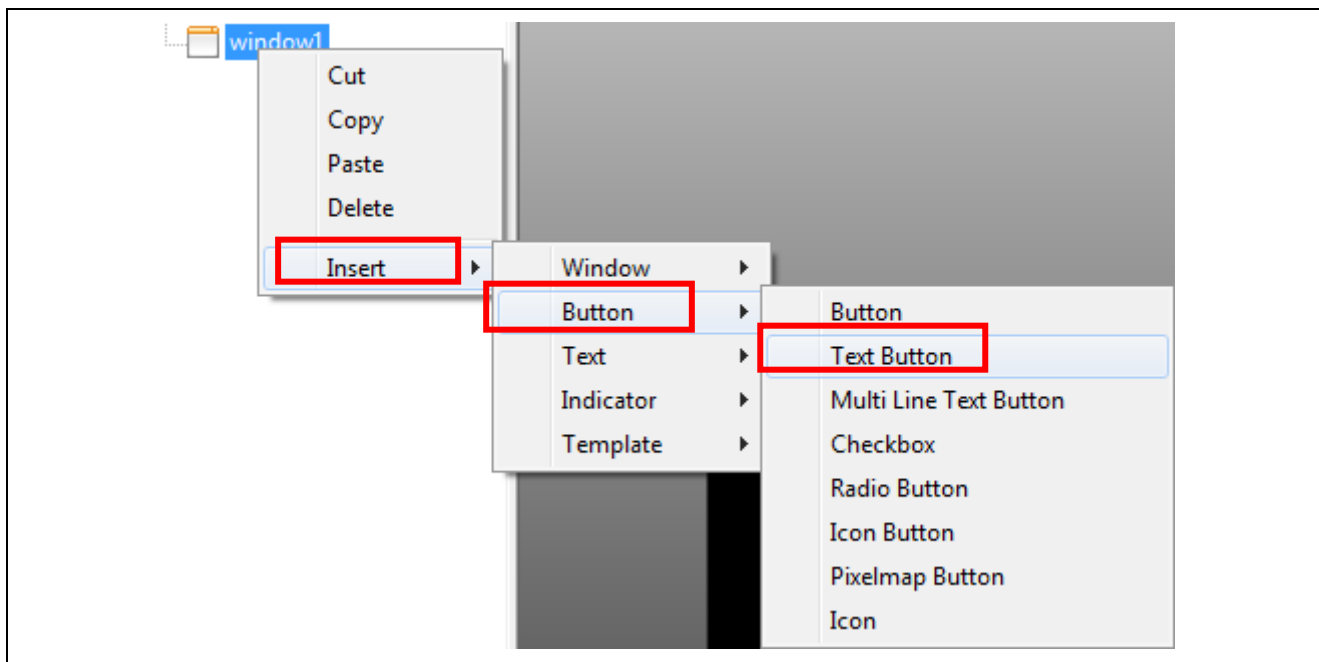 window1
Cut
Copy
Paste
Delete
Insert
Window
Button
Text
Indicator
Template
Button
Text Button
Multi Line Text Button
Checkbox
Radio Button
Icon Button
Pixelmap Button
Icon